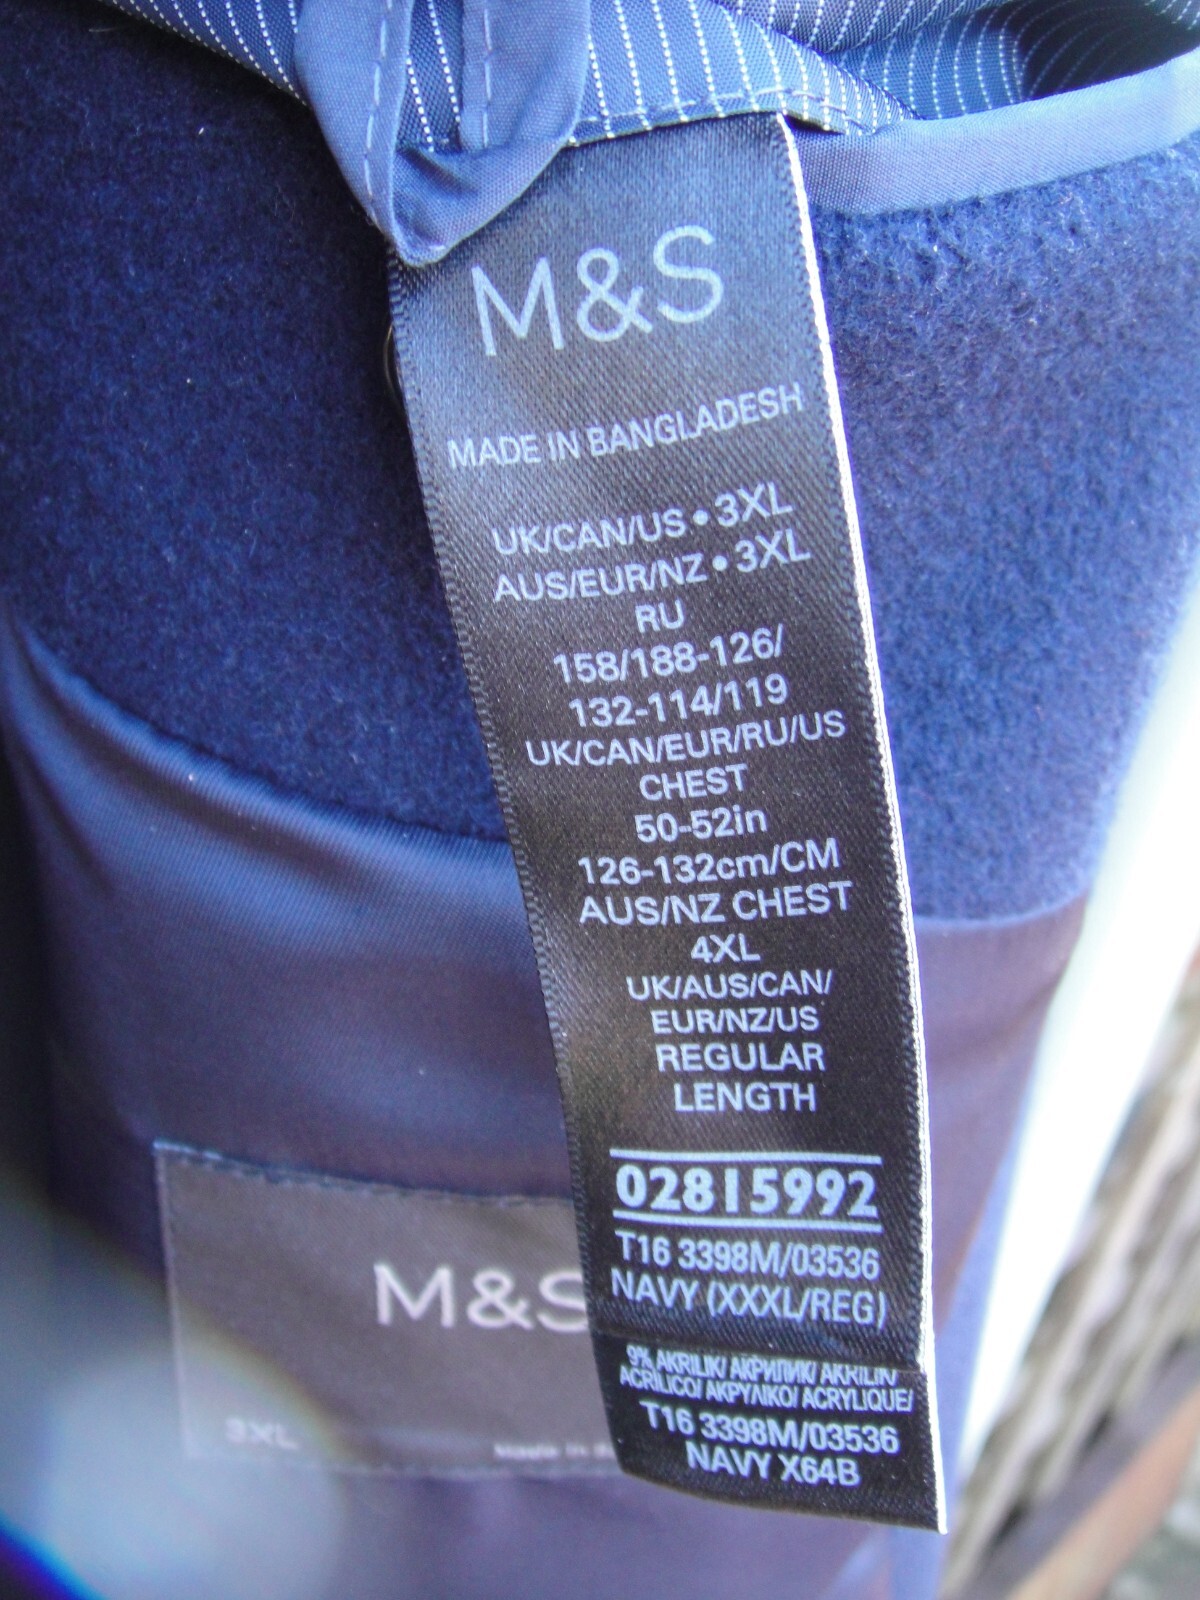 M&S
MADE IN BANGLADESH
UK/CAN/US • 3XL
AUS/EUR/NZ • 3XL
RU
158/188-126/
132-114/119
UK/CAN/EUR/RU/US
CHEST
50-52in
126-132cm/CM
AUS/NZ CHEST
4XL
UK/AUS/CAN/
EUR/NZ/US
REGULAR
LENGTH
02815992
T16 3398M/03536
NAVY (XXXL/REG)
9% AKRILIK/ АКРИЛИК/ AKRILIN/
ACRÍLICO/ ΑΚΡΥΛΙΚΟ/ ACRYLIQUE/
T16 3398M/03536
NAVY X64B
M&S
3XL
Made in